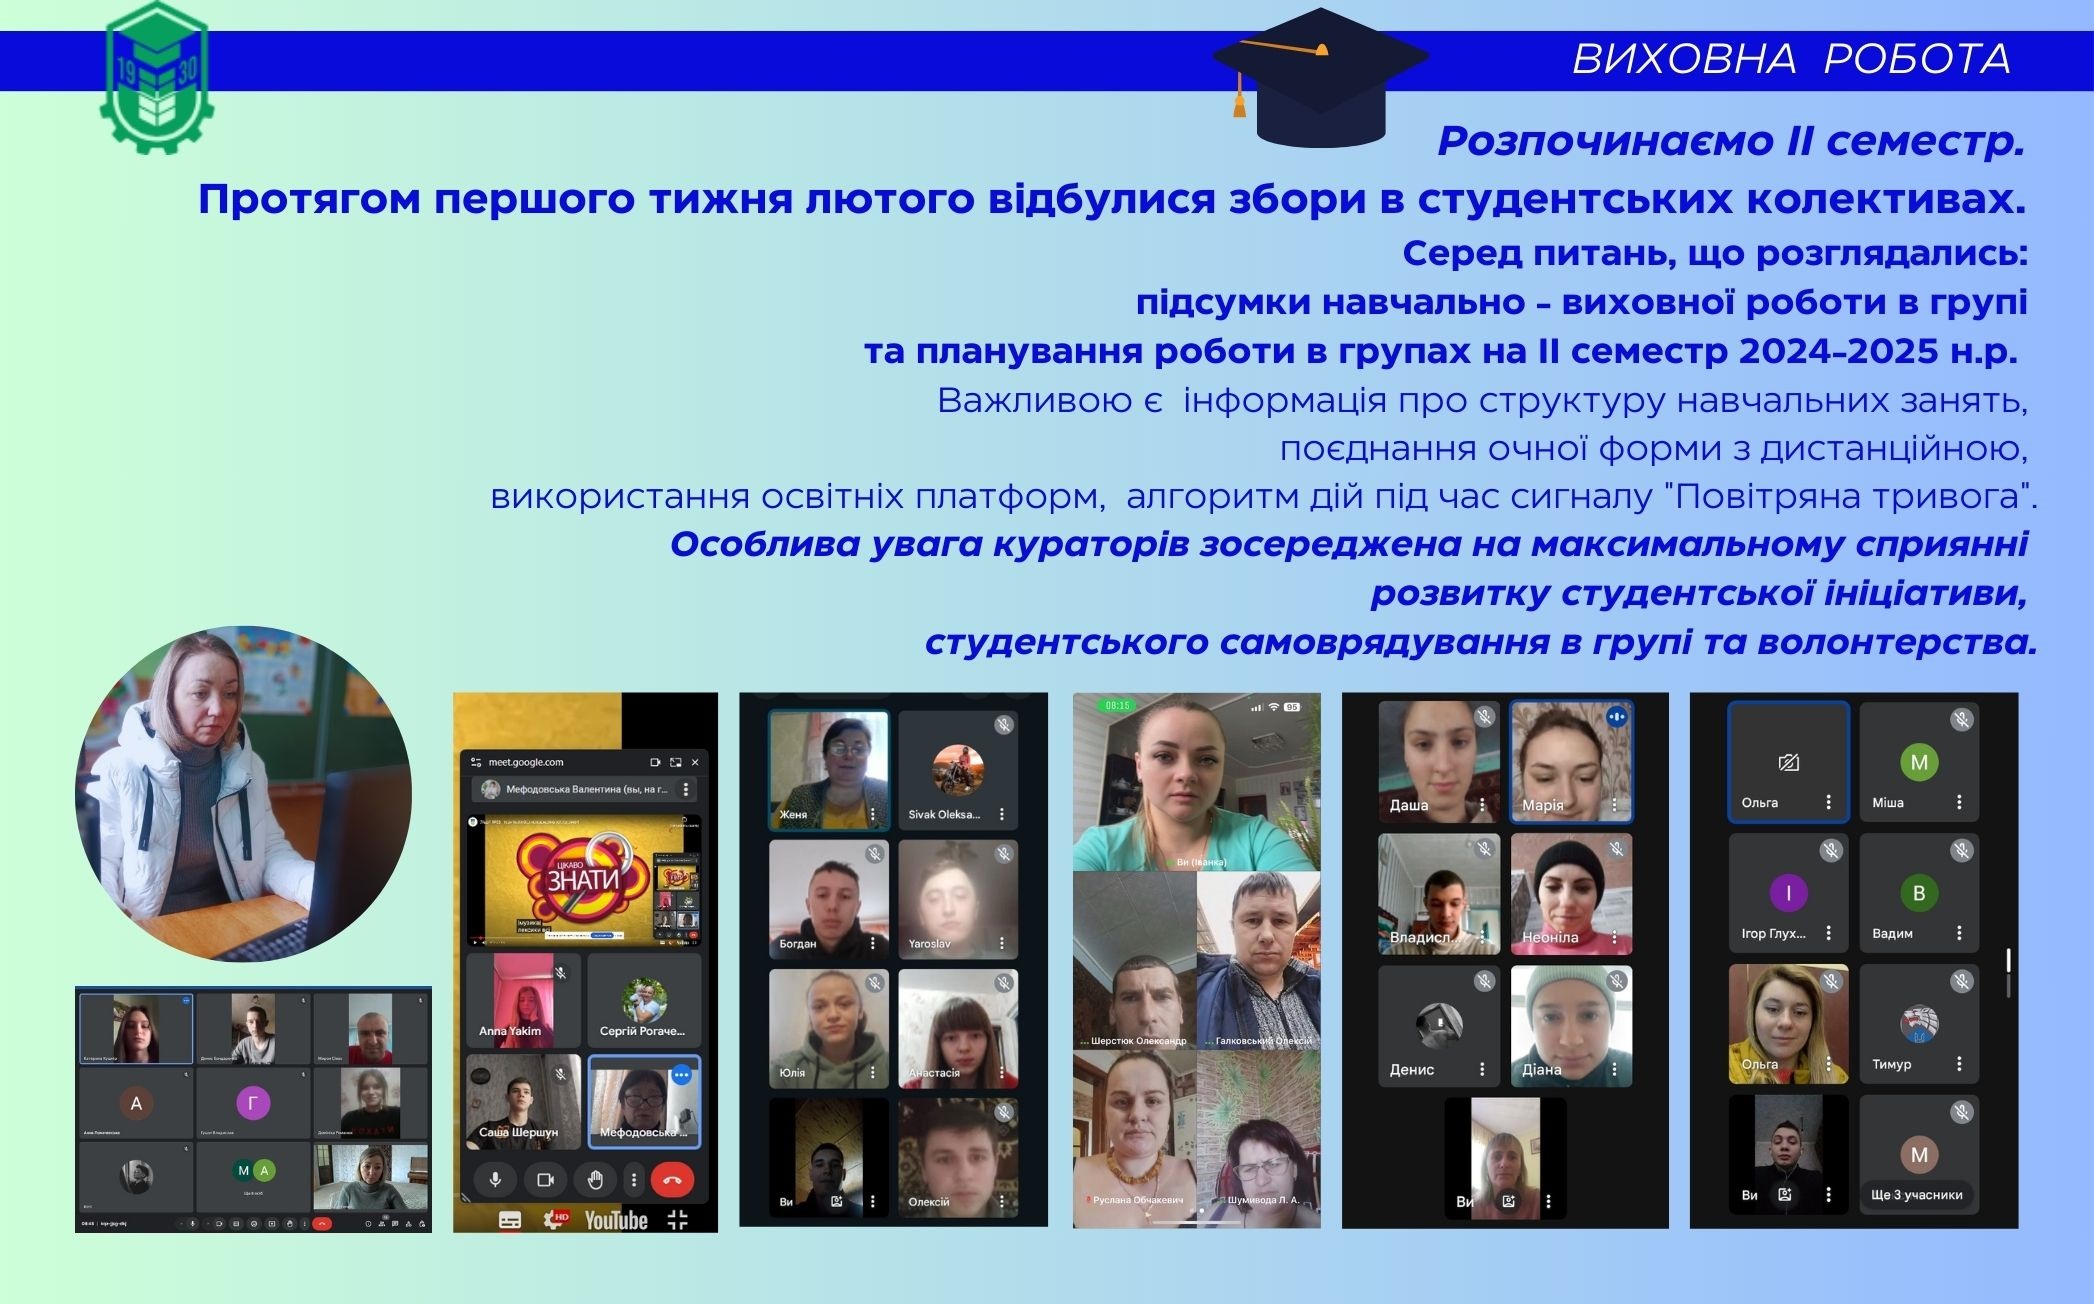 19 30
ВИХОВНА РОБОТА
Розпочинаємо ІІ семестр.
Протягом першого тижня лютого відбулися збори в студентських колективах.
Серед питань, що розглядались:
підсумки навчально - виховної роботи в групі
та планування роботи в групах на ІІ семестр 2024-2025 н.р.
Важливою є інформація про структуру навчальних занять,
поєднання очної форми з дистанційною,
використання освітніх платформ, алгоритм дій під час сигналу "Повітряна тривога".
Особлива увага кураторів зосереджена на максимальному сприянні
розвитку студентської ініціативи,
студентського самоврядування в групі та волонтерства.
А
Г
М А
meet.google.com
Мефодовська Валентина (вы, на г...
ЦІКАВО
ЗНАТИ
Anna Yakim
Сергій Рогаче...
Саша Шершун
Мефодовська ...
HD
YouTube
Женя
Sivak Oleksa...
Богдан
Yaroslav
Юлія
Анастасія
Ви
Олексій
08:15
95
Ви (Іванка)
Шерстюк Олександр
Галковський Олексій
Руслана Обчакевич
Шумивода Л. А.
Даша
Марія
Владисл...
Неоніла
Денис
Діана
Ви
Ольга
М
Міша
І
Ігор Глух...
В
Вадим
Ольга
Тимур
Ви
М
Ще 3 учасники